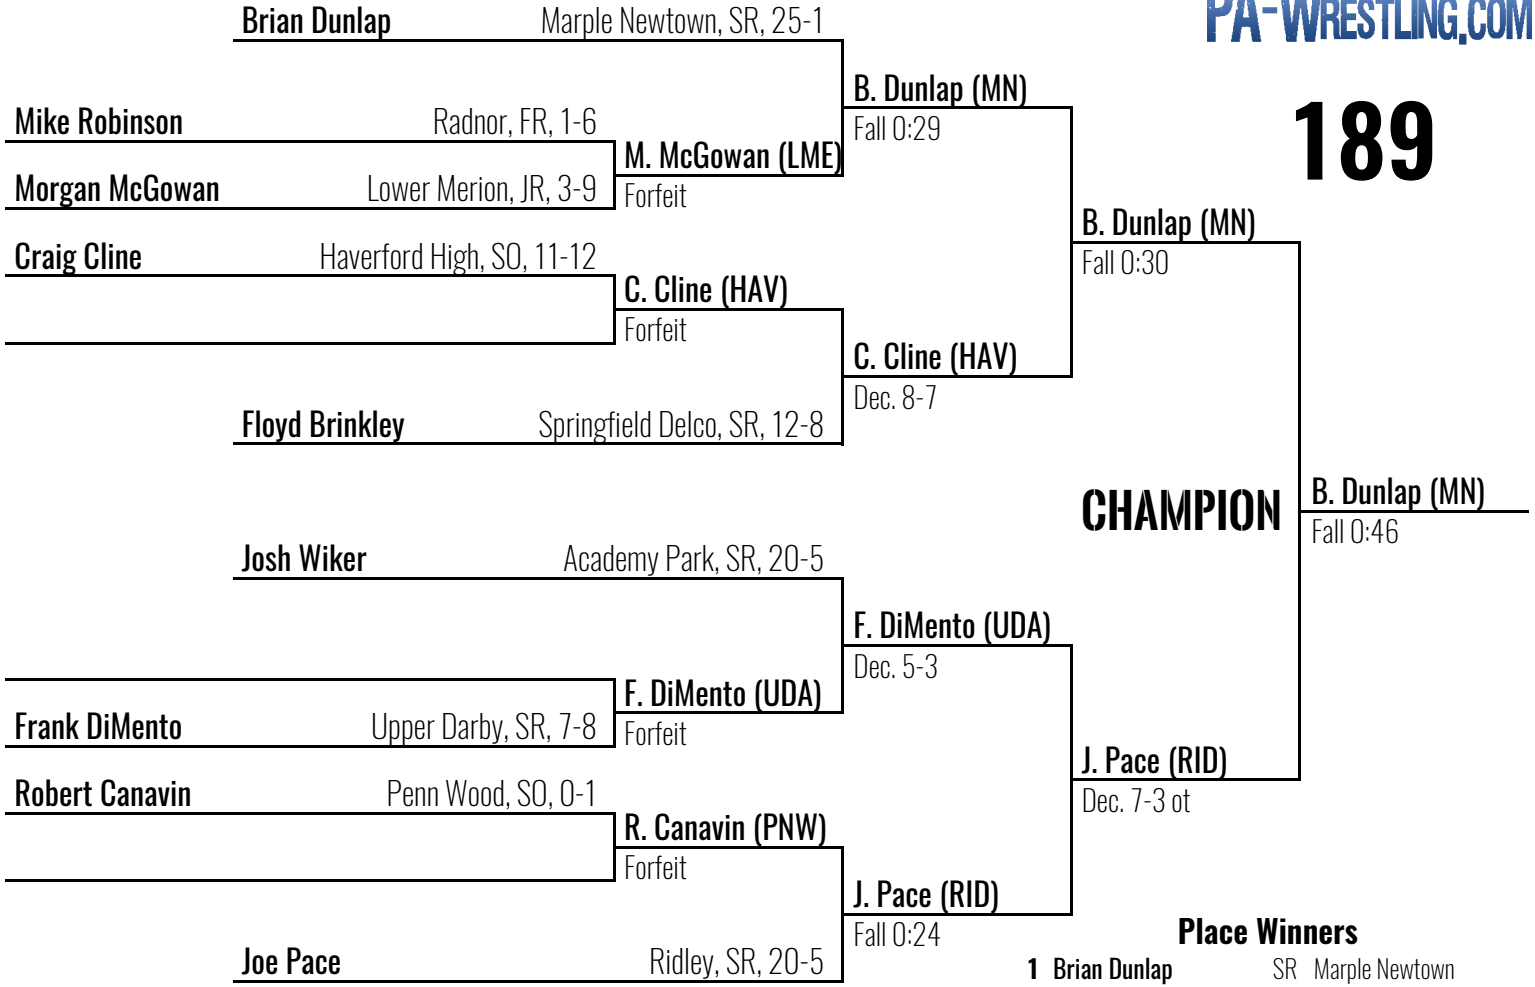 PA-WRESTLING.COM
189
Brian Dunlap Marple Newtown, SR, 25-1
B. Dunlap (MN)
Fall 0:29
Mike Robinson Radnor, FR, 1-6
M. McGowan (LME)
Forfeit
Morgan McGowan Lower Merion, JR, 3-9
B. Dunlap (MN)
Fall 0:30
Craig Cline Haverford High, SO, 11-12
C. Cline (HAV)
Forfeit
C. Cline (HAV)
Dec. 8-7
Floyd Brinkley Springfield Delco, SR, 12-8
CHAMPION
B. Dunlap (MN)
Fall 0:46
Josh Wiker Academy Park, SR, 20-5
F. DiMento (UDA)
Dec. 5-3
F. DiMento (UDA)
Forfeit
Frank DiMento Upper Darby, SR, 7-8
J. Pace (RID)
Dec. 7-3 ot
Robert Canavin Penn Wood, SO, 0-1
R. Canavin (PNW)
Forfeit
J. Pace (RID)
Fall 0:24
Joe Pace Ridley, SR, 20-5
Place Winners
1 Brian Dunlap SR Marple Newtown